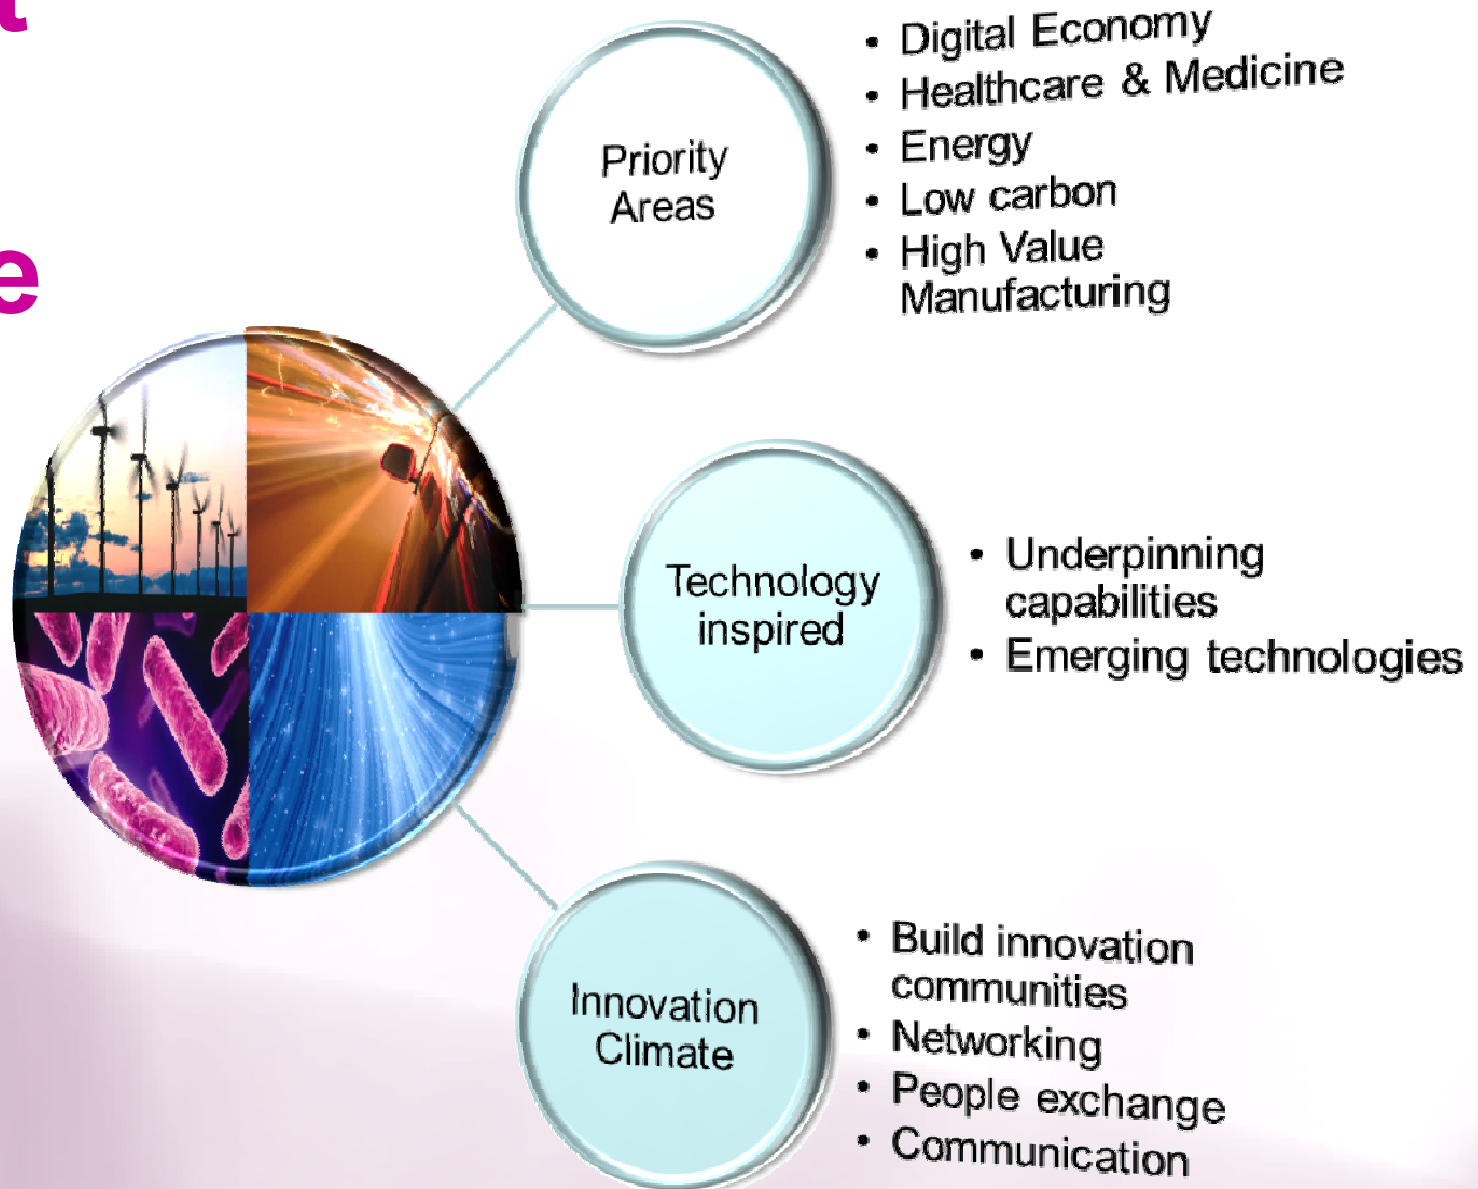 t
e
Priority
Areas
• Digital Economy
• Healthcare & Medicine
• Energy
• Low carbon
• High Value
Manufacturing
Technology
inspired
• Underpinning
capabilities
• Emerging technologies
Innovation
Climate
• Build innovation
communities
• Networking
• People exchange
• Communication